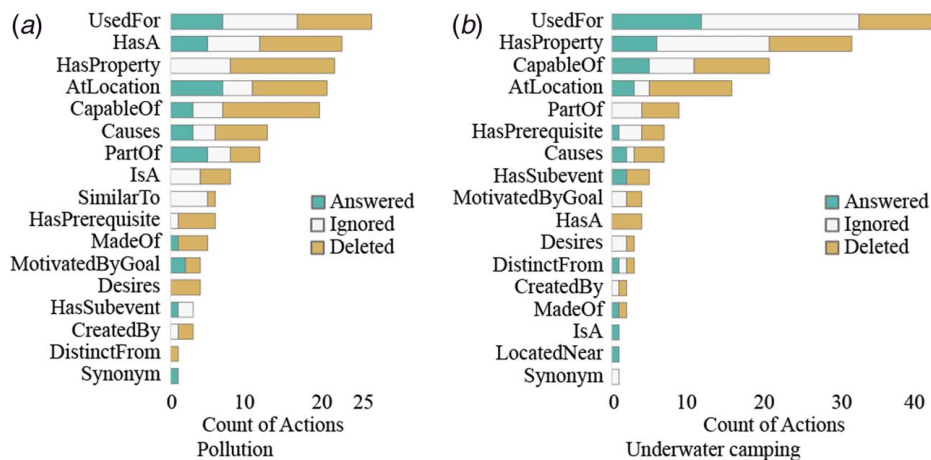 (a)
UsedFor
HasA
HasProperty
AtLocation
CapableOf
Causes
PartOf
IsA
SimilarTo
HasPrerequisite
MadeOf
MotivatedByGoal
Desires
HasSubevent
CreatedBy
DistinctFrom
Synonym
Answered
Ignored
Deleted
0 10 20 25
Count of Actions
Pollution
(b)
UsedFor
HasProperty
CapableOf
AtLocation
PartOf
HasPrerequisite
Causes
HasSubevent
MotivatedByGoal
HasA
Desires
DistinctFrom
CreatedBy
MadeOf
IsA
LocatedNear
Synonym
Answered
Ignored
Deleted
0 10 20 30 40
Count of Actions
Underwater camping